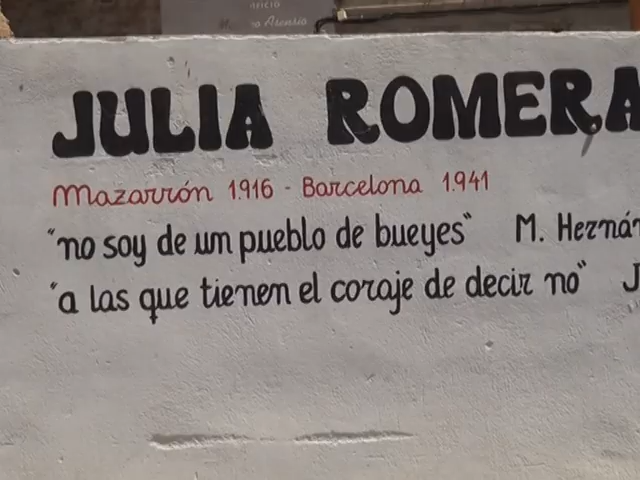 JULIA ROMERA
Mazarrón 1.916 - Barcelona 1.941
"no soy de un pueblo de bueyes" M. Hernán
"a las que tienen el coraje de decir no" J